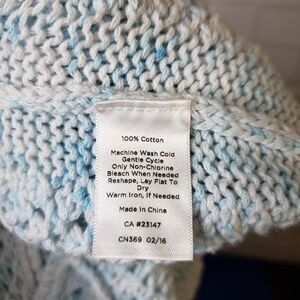 100% Cotton
Machine Wash Cold
Gentle Cycle
Only Non-Chlorine
Bleach When Needed
Reshape, Lay Flat To
Dry
Warm Iron, If Needed
Made In China
CA #23147
CN369 02/16